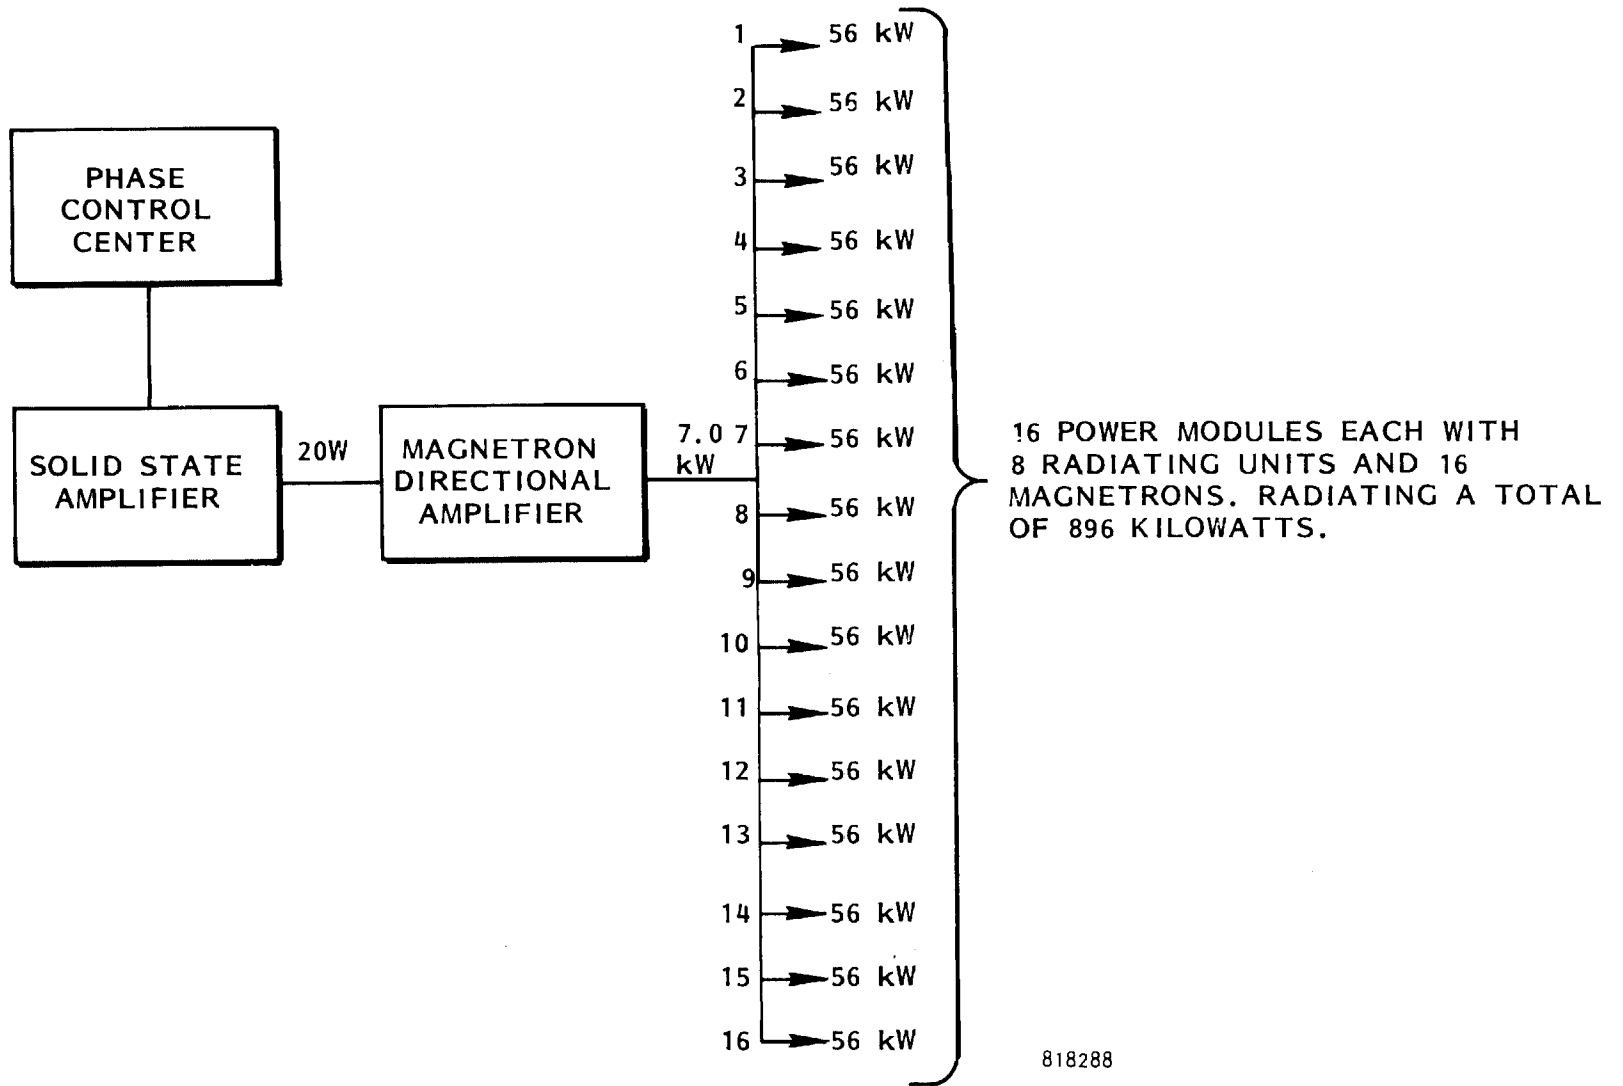 PHASE
CONTROL
CENTER
SOLID STATE
AMPLIFIER
20W
MAGNETRON
DIRECTIONAL
AMPLIFIER
7.0 7
kW
1 56 kW
2 56 kW
3 56 kW
4 56 kW
5 56 kW
6 56 kW
56 kW
8 56 kW
9 56 kW
10 56 kW
11 56 kW
12 56 kW
13 56 kW
14 56 kW
15 56 kW
16 56 kW
16 POWER MODULES EACH WITH
8 RADIATING UNITS AND 16
MAGNETRONS. RADIATING A TOTAL
OF 896 KILOWATTS.
818288